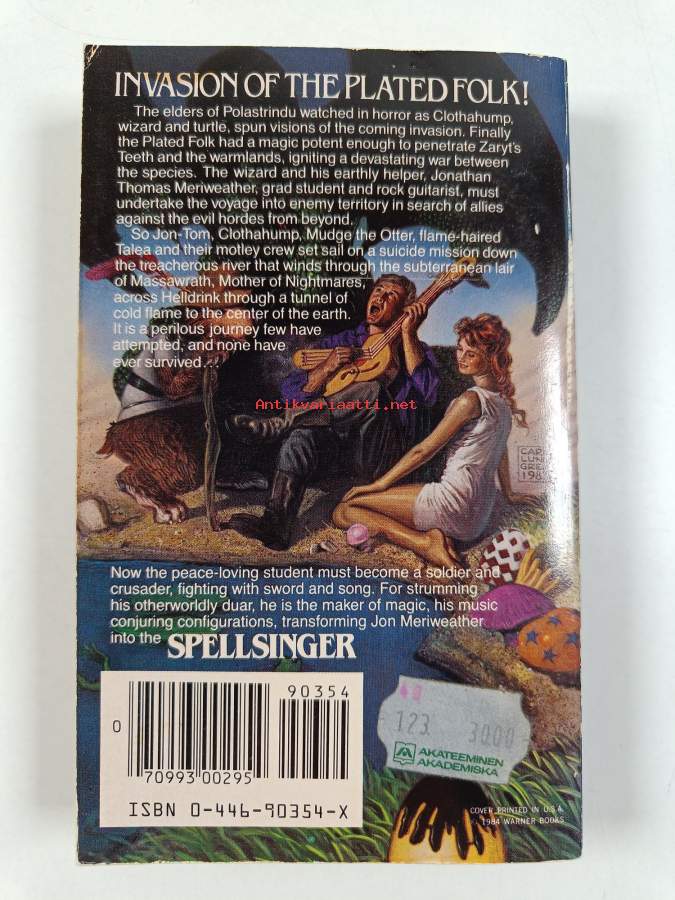 INVASION OF THE PLATED FOLK!
The elders of Polastrindu watched in horror as Clothahump,
wizard and turtle, spun visions of the coming invasion. Finally
the Plated Folk had a magic potent enough to penetrate Zaryt's
Teeth and the warmlands, igniting a devastating war between
the species. The wizard and his earthly helper, Jonathan
Thomas Meriweather, grad student and rock guitarist, must
undertake the voyage into enemy territory in search of allies
against the evil hordes from beyond.
So Jon-Tom, Clothahump, Mudge the Otter, flame-haired
Talea and their motley crew set sail on a suicide mission down
the treacherous river that winds through the subterranean lair
of Massawrath, Mother of Nightmares,
across Helldrink through a tunnel of
cold flame to the center of the earth.
It is a perilous journey few have
attempted, and none have
ever survived...
Antikvariaatti.net
CARL
LUND
GREN
Now the peace-loving student must become a soldier and
crusader, fighting with sword and song. For strumming
his otherworldly duar, he is the maker of magic, his music
conjuring configurations, transforming Jon Meriweather
into the SPELLSINGER
90354
0
70993 00295
ISBN 0-446-90354-X
123 3000
AKATEEMINEN
AKADEMISKA
COVER PRINTED IN U.S.A.
1984 WARNER BOOKS